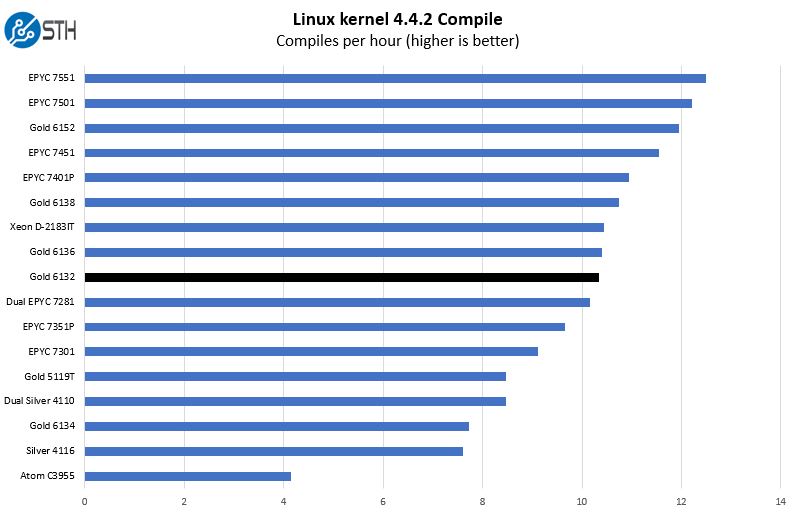 STH
Linux kernel 4.4.2 Compile
Compiles per hour (higher is better)
EPYC 7551
EPYC 7501
Gold 6152
EPYC 7451
EPYC 7401P
Gold 6138
Xeon D-2183IT
Gold 6136
Gold 6132
Dual EPYC 7281
EPYC 7351P
EPYC 7301
Gold 5119T
Dual Silver 4110
Gold 6134
Silver 4116
Atom C3955
0 2 4 6 8 10 12 14